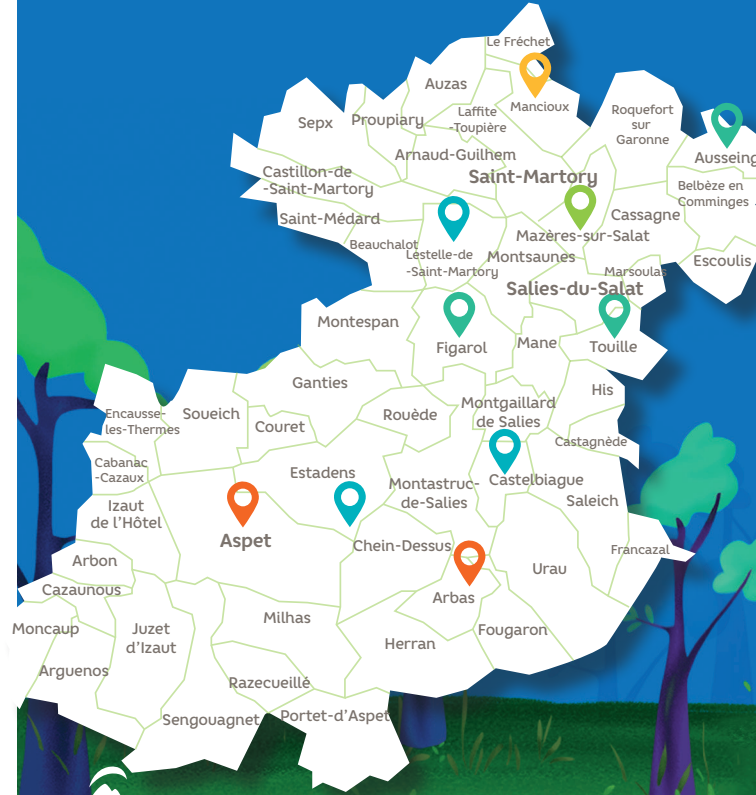 Le Fréchet
Auzas
Mancioux
Laffite
-Toupière
Roquefort
sur
Garonne
Sepx
Proupiary
Arnaud-Guilhem
Ausseing
Castillon-de
-Saint-Martory
Saint-Martory
Belbèze en
Comminges
Saint-Médard
Cassagne
Beauchalot
Mazères-sur-Salat
Lestelle-de
-Saint-Martory
Montsaunes
Escoulis
Marsoulas
Salies-du-Salat
Montespan
Figarol
Mane
Touille
Ganties
His
Encausse-
les-Thermes
Soueich
Couret
Rouède
Montgaillard
de Salies
Castagnède
Cabanac
-Cazaux
Estadens
Montastruc-
de-Salies
Castelbiague
Saleich
Izaut
de l'Hôtel
Aspet
Chein-Dessus
Francazal
Arbon
Urau
Cazaunous
Arbas
Moncaup
Juzet
d'Izaut
Milhas
Fougaron
Herran
Arguenos
Razecueillé
Sengouagnet
Portet-d'Aspet